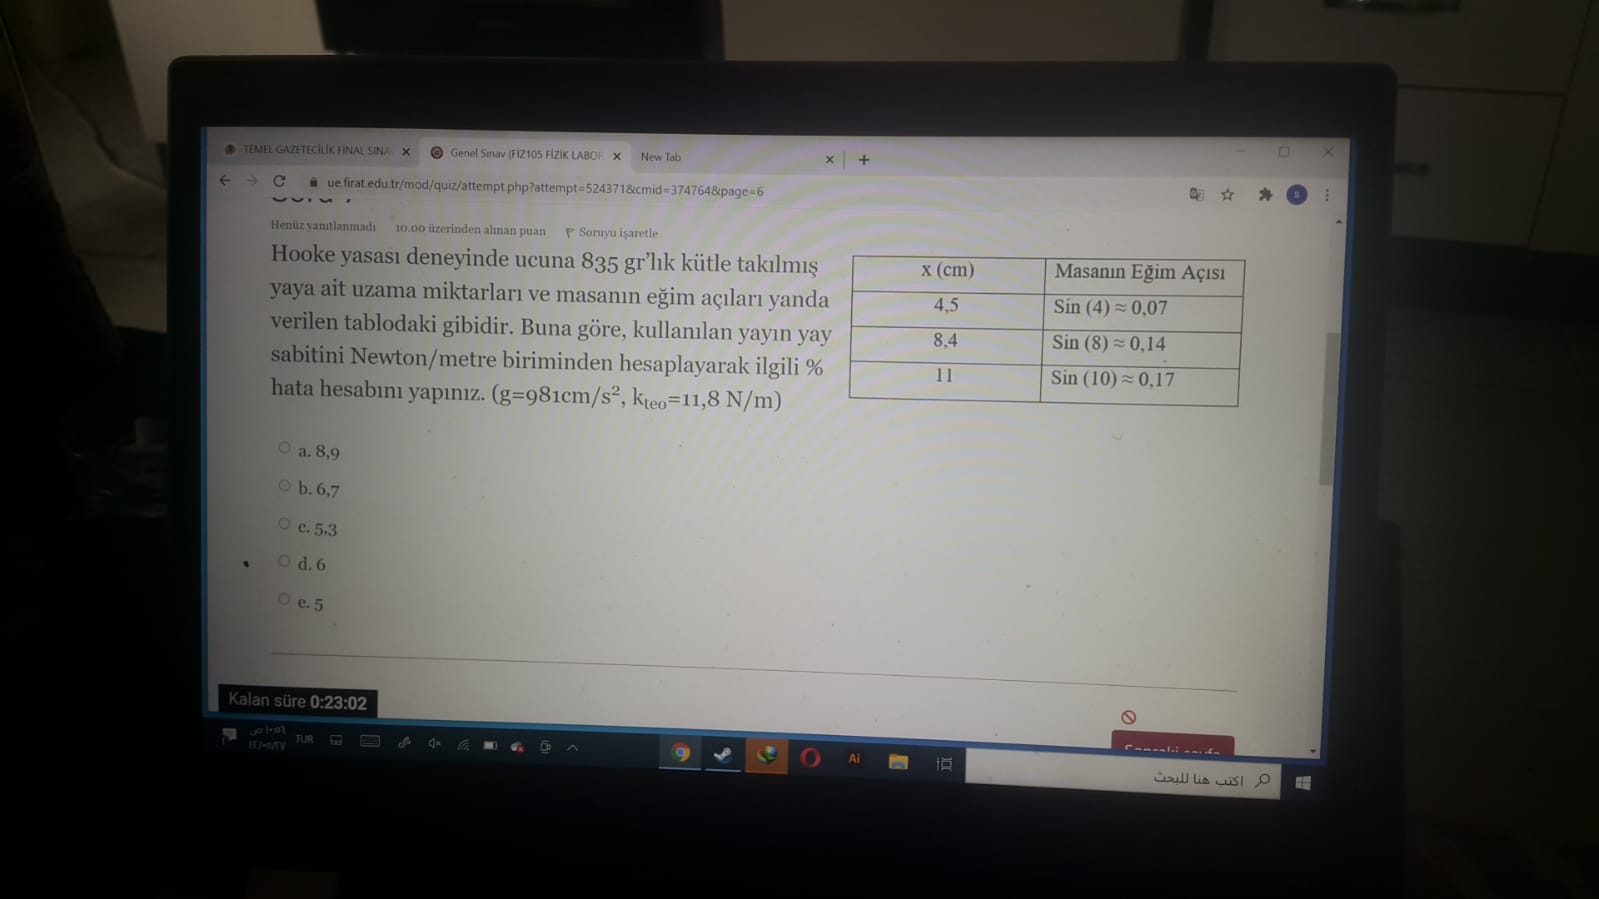 TEMEL GAZETECİLİK FİNAL SINA
Genel Sınav (FİZ105 FİZİK LABOR
New Tab
ue.firat.edu.tr/mod/quiz/attempt.php?attempt=524371&cmid=374764&page=6
S
Henüz yanıtlanmadı 10.00 üzerinden alınan puan Soruyu işaretle
Hooke yasası deneyinde ucuna 835 gr’lık kütle takılmış
yaya ait uzama miktarları ve masanın eğim açıları yanda
verilen tablodaki gibidir. Buna göre, kullanılan yayın yay
sabitini Newton/metre biriminden hesaplayarak ilgili %
hata hesabını yapınız. (g=981cm/s², kteo=11,8 N/m)
x (cm) Masanın Eğim Açısı
4,5 Sin (4) ≈ 0,07
8,4 Sin (8) ≈ 0,14
11 Sin (10) ≈ 0,17
a. 8,9
b. 6,7
c. 5,3
d. 6
e. 5
Kalan süre 0:23:02
TUR
Ai
اكتب هنا للبحث